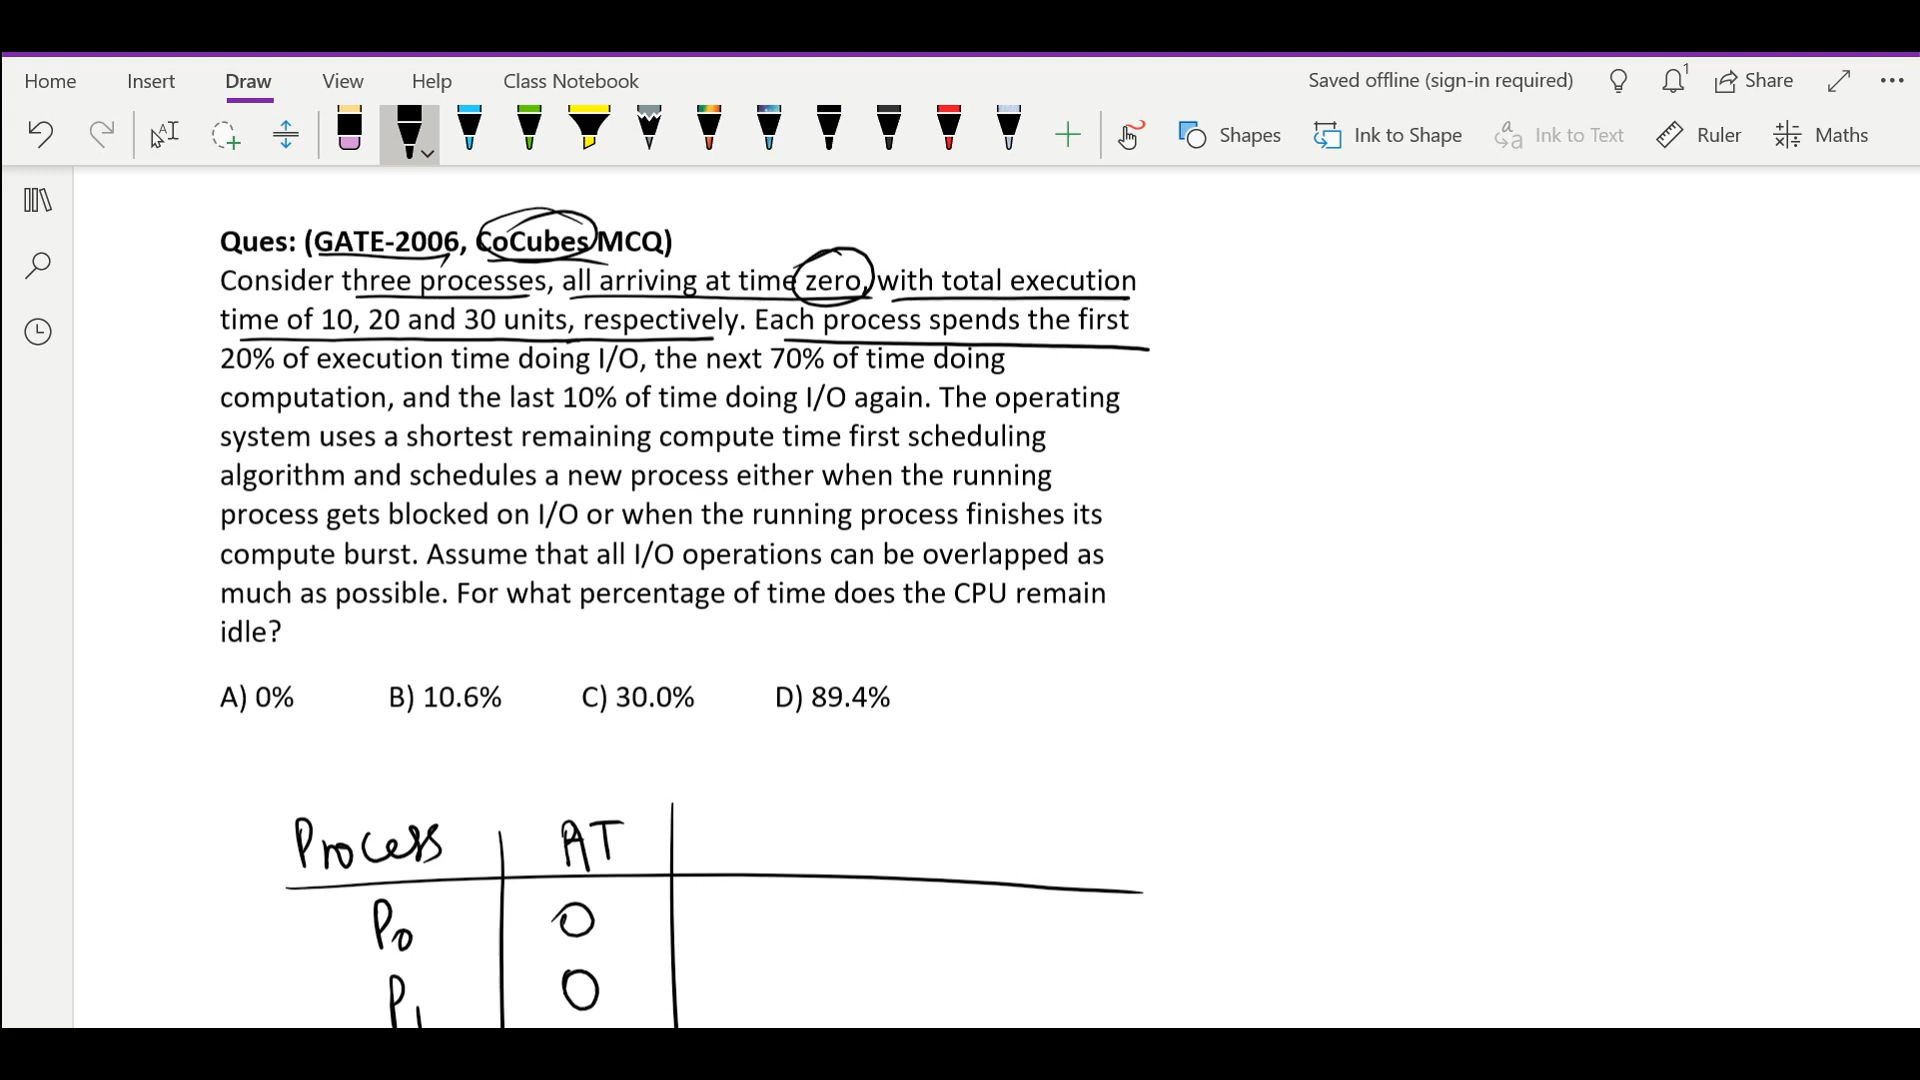 Home Insert Draw View Help Class Notebook Saved offline (sign-in required) 1 Share
Shapes Ink to Shape Ink to Text Ruler Maths
Ques: (GATE-2006, CoCubes MCQ)
Consider three processes, all arriving at time zero, with total execution
time of 10, 20 and 30 units, respectively. Each process spends the first
20% of execution time doing I/O, the next 70% of time doing
computation, and the last 10% of time doing I/O again. The operating
system uses a shortest remaining compute time first scheduling
algorithm and schedules a new process either when the running
process gets blocked on I/O or when the running process finishes its
compute burst. Assume that all I/O operations can be overlapped as
much as possible. For what percentage of time does the CPU remain
idle?
A) 0% B) 10.6% C) 30.0% D) 89.4%
Process AT
P0 0
P1 0